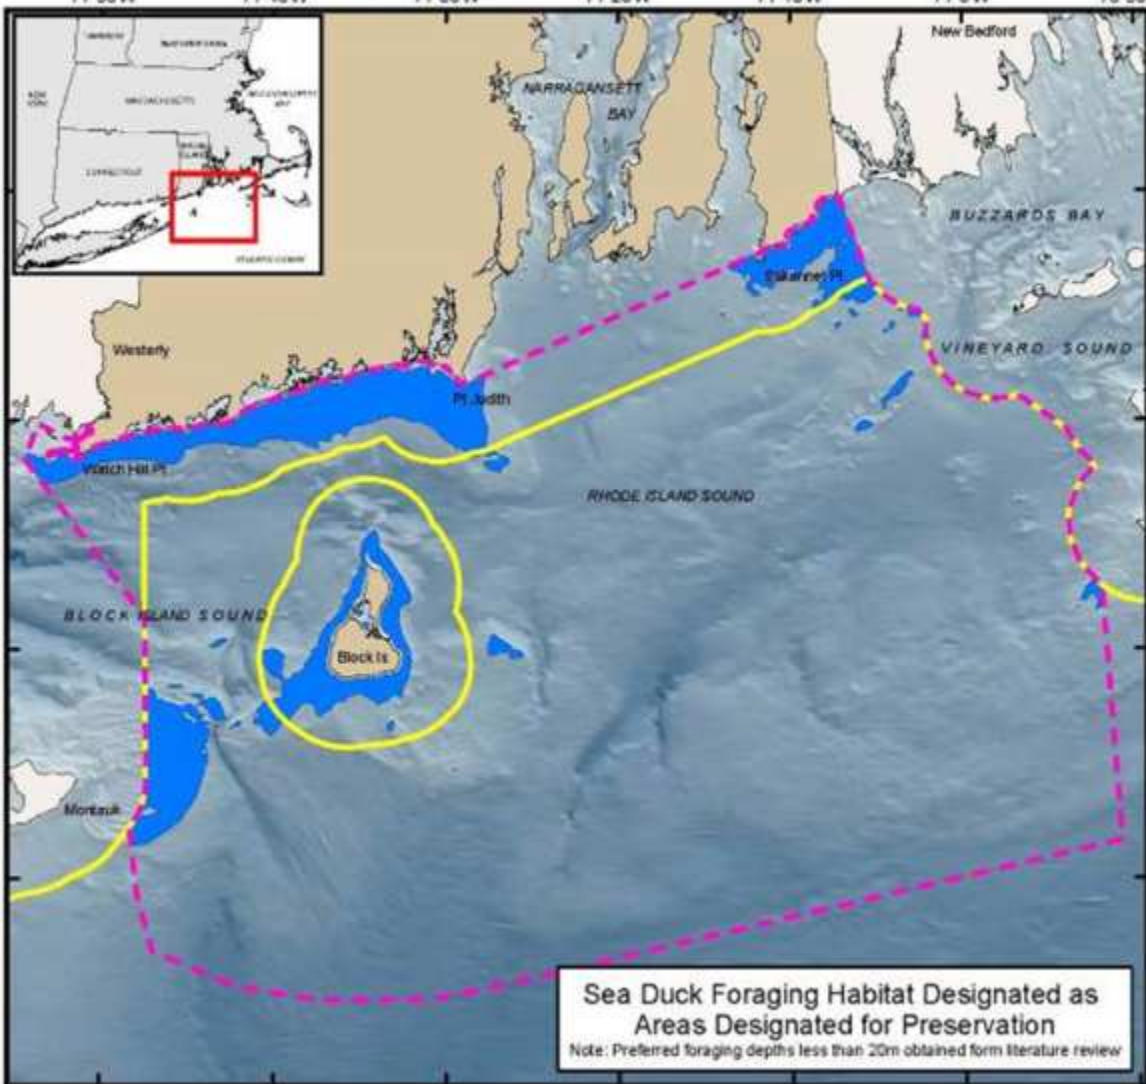 New Bedford
NARRAGANSETT
BAY
MASSACHUSETTS
CONNECTICUT
BUZZARDS BAY
Sakonnet Pt
Westerly
VINEYARD SOUND
Pt Judith
Watch Hill Pt
RHODE ISLAND SOUND
BLOCK ISLAND SOUND
Block Is
Montauk
Sea Duck Foraging Habitat Designated as
Areas Designated for Preservation
Note: Preferred foraging depths less than 20m obtained form literature review